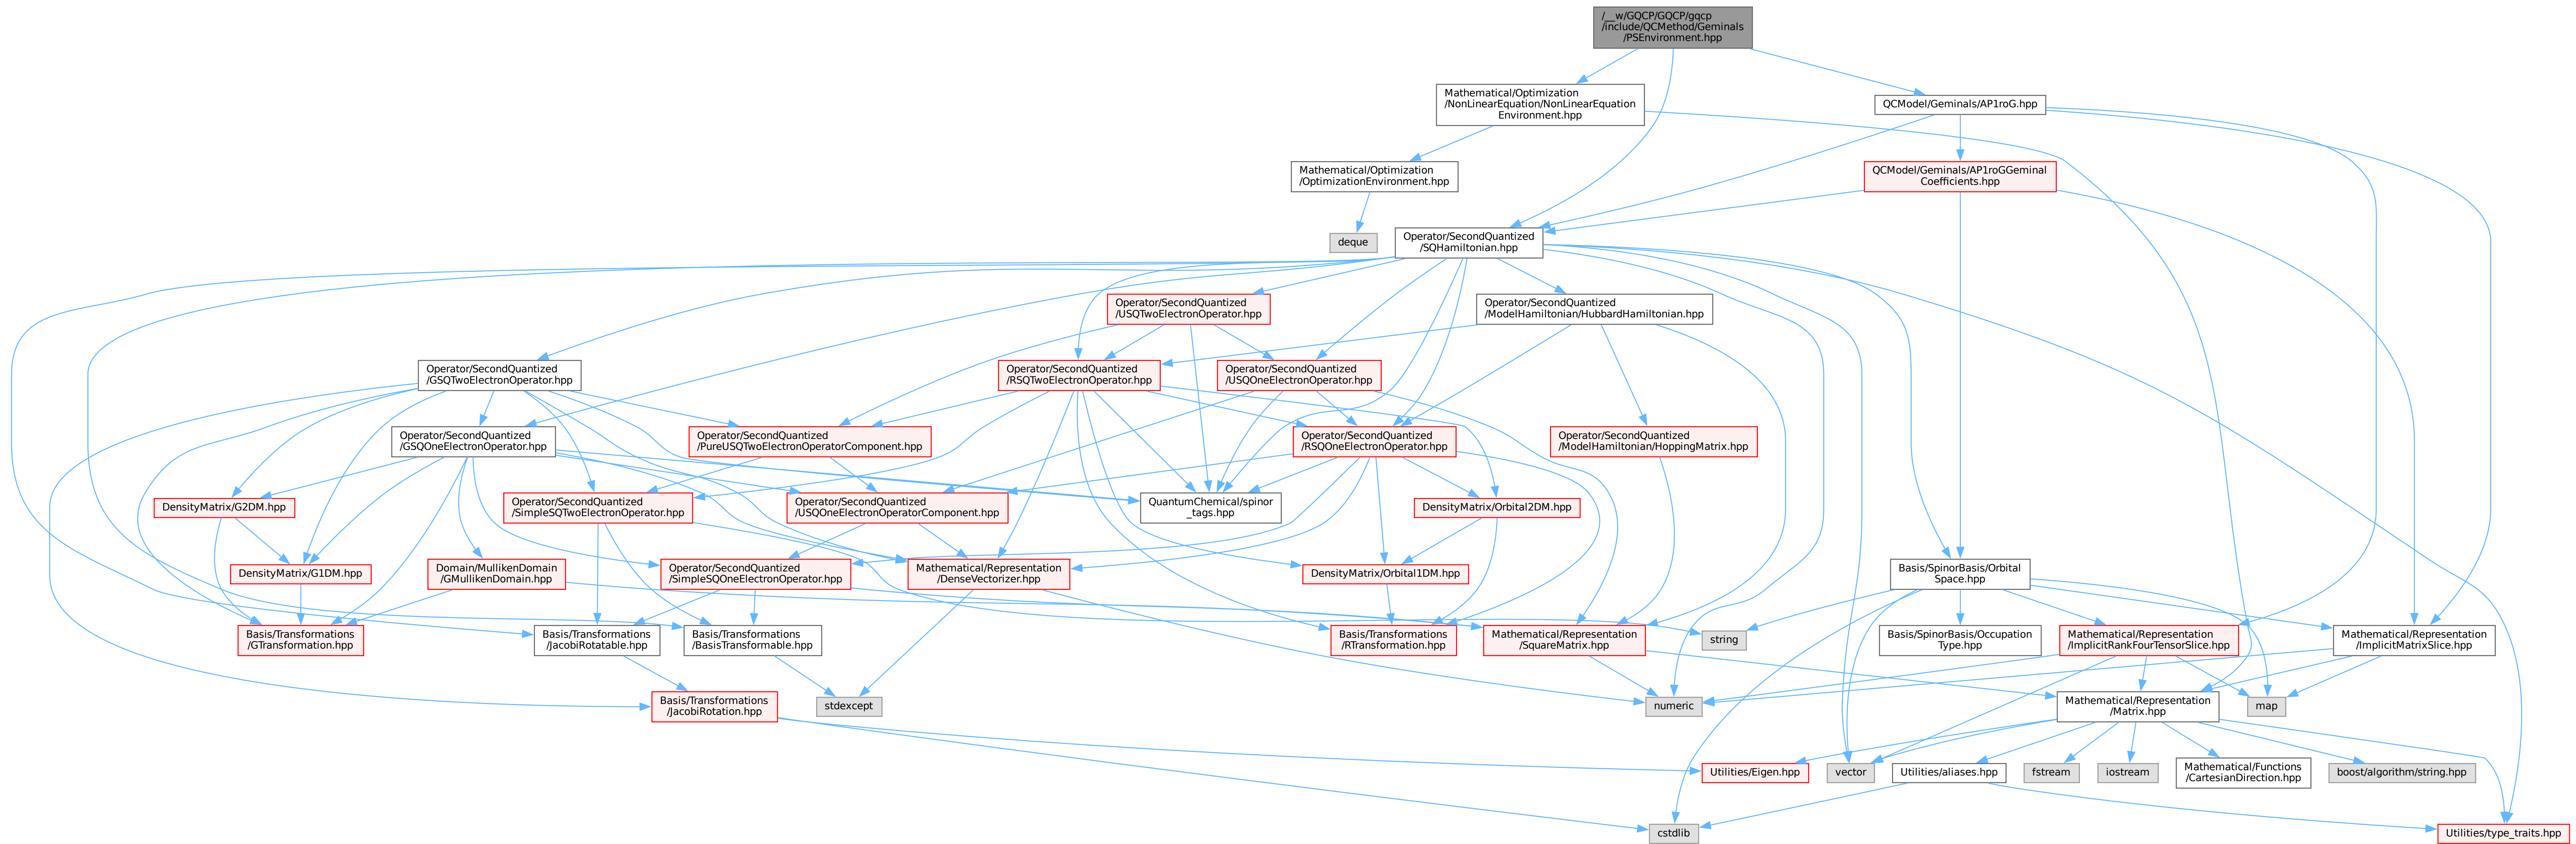 /__w/GQCP/GQCP/gqcp
/include/QCMethod/Geminals
/PSEnvironment.hpp
Mathematical/Optimization
/NonLinearEquation/NonLinearEquation
Environment.hpp
QCModel/Geminals/AP1roG.hpp
Mathematical/Optimization
/OptimizationEnvironment.hpp
QCModel/Geminals/AP1roGGeminal
Coefficients.hpp
deque
Operator/SecondQuantized
/SQHamiltonian.hpp
Operator/SecondQuantized
/USQTwoElectronOperator.hpp
Operator/SecondQuantized
/ModelHamiltonian/HubbardHamiltonian.hpp
Operator/SecondQuantized
/GSQTwoElectronOperator.hpp
Operator/SecondQuantized
/RSQTwoElectronOperator.hpp
Operator/SecondQuantized
/USQOneElectronOperator.hpp
Operator/SecondQuantized
/GSQOneElectronOperator.hpp
Operator/SecondQuantized
/PureUSQTwoElectronOperatorComponent.hpp
Operator/SecondQuantized
/RSQOneElectronOperator.hpp
Operator/SecondQuantized
/ModelHamiltonian/HoppingMatrix.hpp
DensityMatrix/G2DM.hpp
Operator/SecondQuantized
/SimpleSQTwoElectronOperator.hpp
Operator/SecondQuantized
/USQOneElectronOperatorComponent.hpp
QuantumChemical/spinor
_tags.hpp
DensityMatrix/Orbital2DM.hpp
DensityMatrix/G1DM.hpp
Domain/MullikenDomain
/GMullikenDomain.hpp
Operator/SecondQuantized
/SimpleSQOneElectronOperator.hpp
Mathematical/Representation
/DenseVectorizer.hpp
DensityMatrix/Orbital1DM.hpp
Basis/SpinorBasis/Orbital
Space.hpp
Basis/Transformations
/GTransformation.hpp
Basis/Transformations
/JacobiRotatable.hpp
Basis/Transformations
/BasisTransformable.hpp
Basis/Transformations
/RTransformation.hpp
Mathematical/Representation
/SquareMatrix.hpp
string
Basis/SpinorBasis/Occupation
Type.hpp
Mathematical/Representation
/ImplicitRankFourTensorSlice.hpp
Mathematical/Representation
/ImplicitMatrixSlice.hpp
Basis/Transformations
/JacobiRotation.hpp
stdexcept
numeric
Mathematical/Representation
/Matrix.hpp
map
Utilities/Eigen.hpp
vector
Utilities/aliases.hpp
fstream
iostream
Mathematical/Functions
/CartesianDirection.hpp
boost/algorithm/string.hpp
cstdlib
Utilities/type_traits.hpp